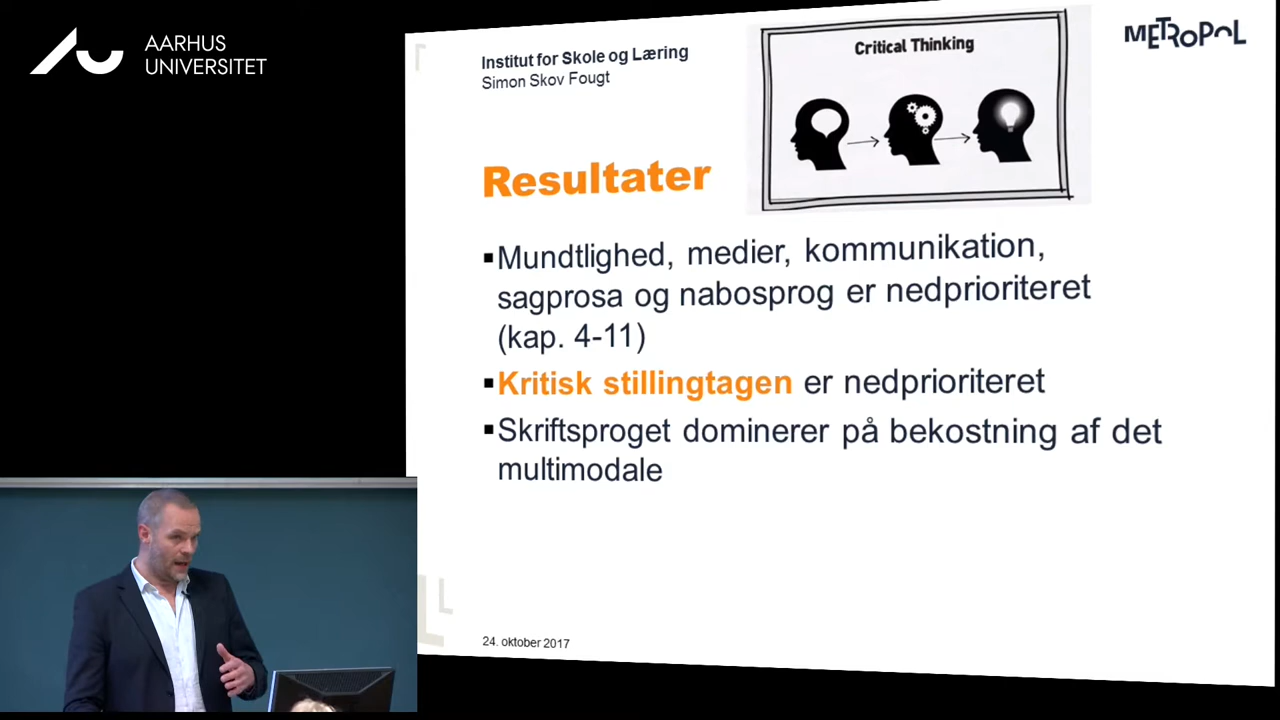 AARHUS
UNIVERSITET
Institut for Skole og Læring
Simon Skov Fougt
Critical Thinking
METROPOL
Resultater
▪Mundtlighed, medier, kommunikation,
sagprosa og nabosprog er nedprioriteret
(kap. 4-11)
▪Kritisk stillingtagen er nedprioriteret
▪Skriftsproget dominerer på bekostning af det
multimodale
24. oktober 2017